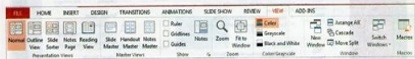 FILE HOME INSERT DESIGN TRANSITIONS ANIMATIONS SLIDE SHOW REVIEW VIEW ADD-INS
Normal Outline View Slide Sorter Notes Page Reading View Slide Master Handout Master Notes Master Ruler Gridlines Guides Notes Zoom Fit to Window Color Grayscale Black and White New Window Arrange All Cascade Move Split Switch Windows Macros
Presentation Views Master Views Show Zoom Color/Grayscale Window Macros